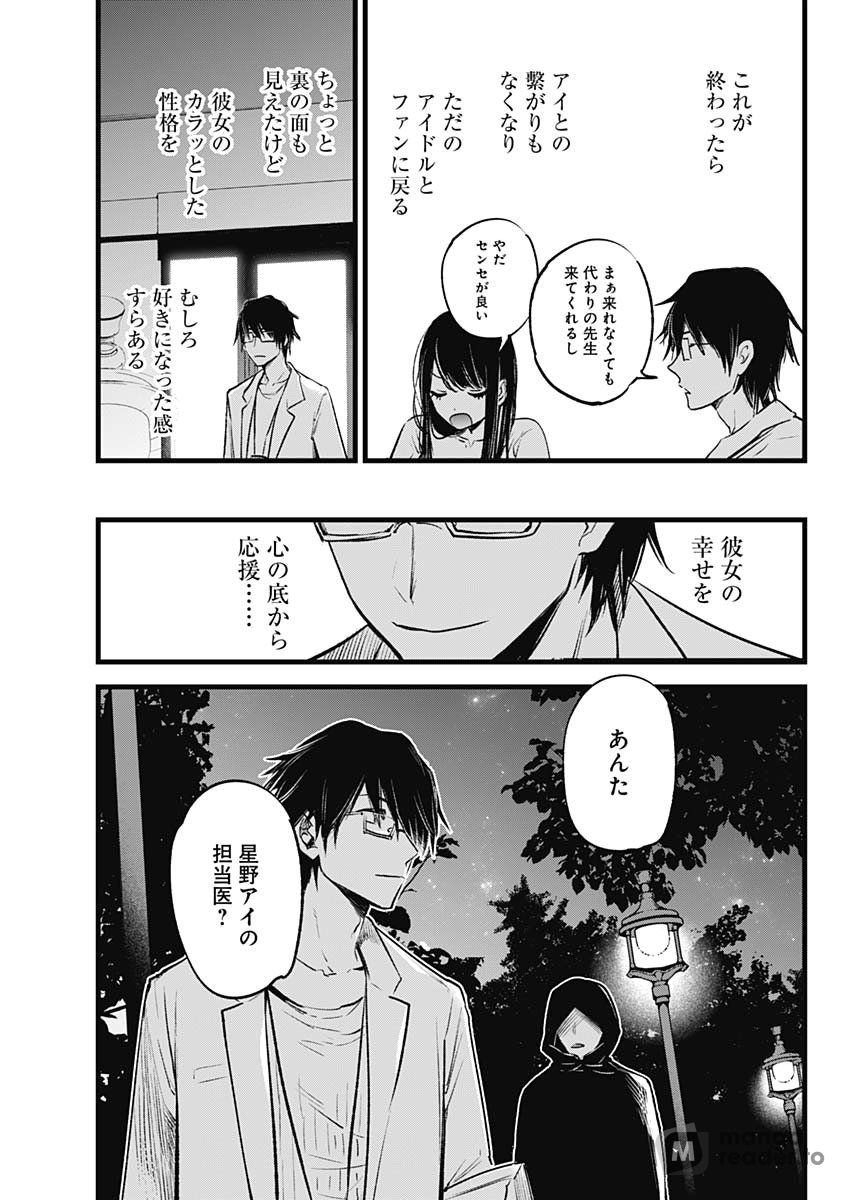 これが
終わったら
アイとの
繋がりも
なくなり
ただの
アイドルと
ファンに戻る
まぁ来れなくても
代わりの先生
来てくれるし
やだ
センセが良い
ちょっと
裏の面も
見えたけど
彼女の
カラッとした
性格を
むしろ
好きになった感
すらある
彼女の
幸せを
心の底から
応援……
あんた
星野アイの
担当医?
M
manga
reader.to